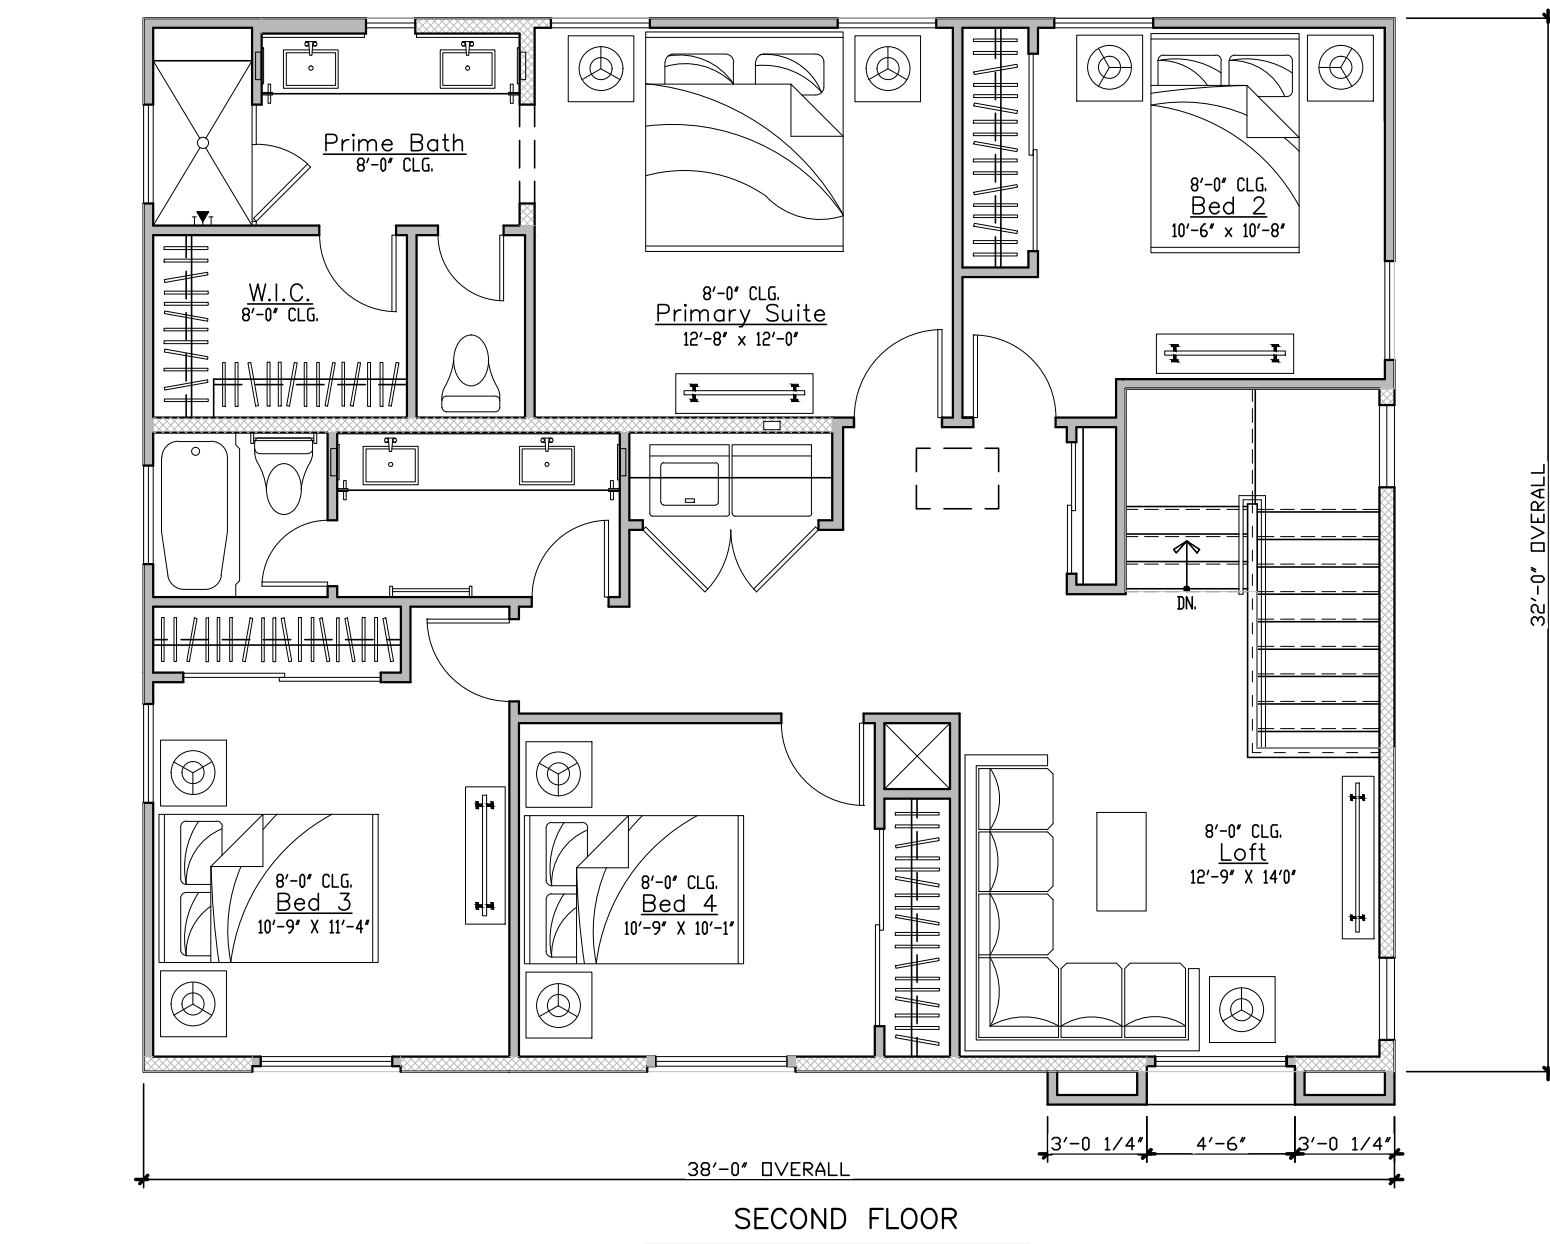 Prime Bath
8'-0" CLG.
8'-0" CLG.
Bed 2
10'-6" x 10'-8"
W.I.C.
8'-0" CLG.
8'-0" CLG.
Primary Suite
12'-8" x 12'-0"
32'-0" OVERALL
DN.
8'-0" CLG.
Loft
12'-9" X 14'0"
8'-0" CLG.
Bed 3
10'-9" X 11'-4"
8'-0" CLG.
Bed 4
10'-9" X 10'-1"
3'-0 1/4" 4'-6" 3'-0 1/4"
38'-0" OVERALL
SECOND FLOOR